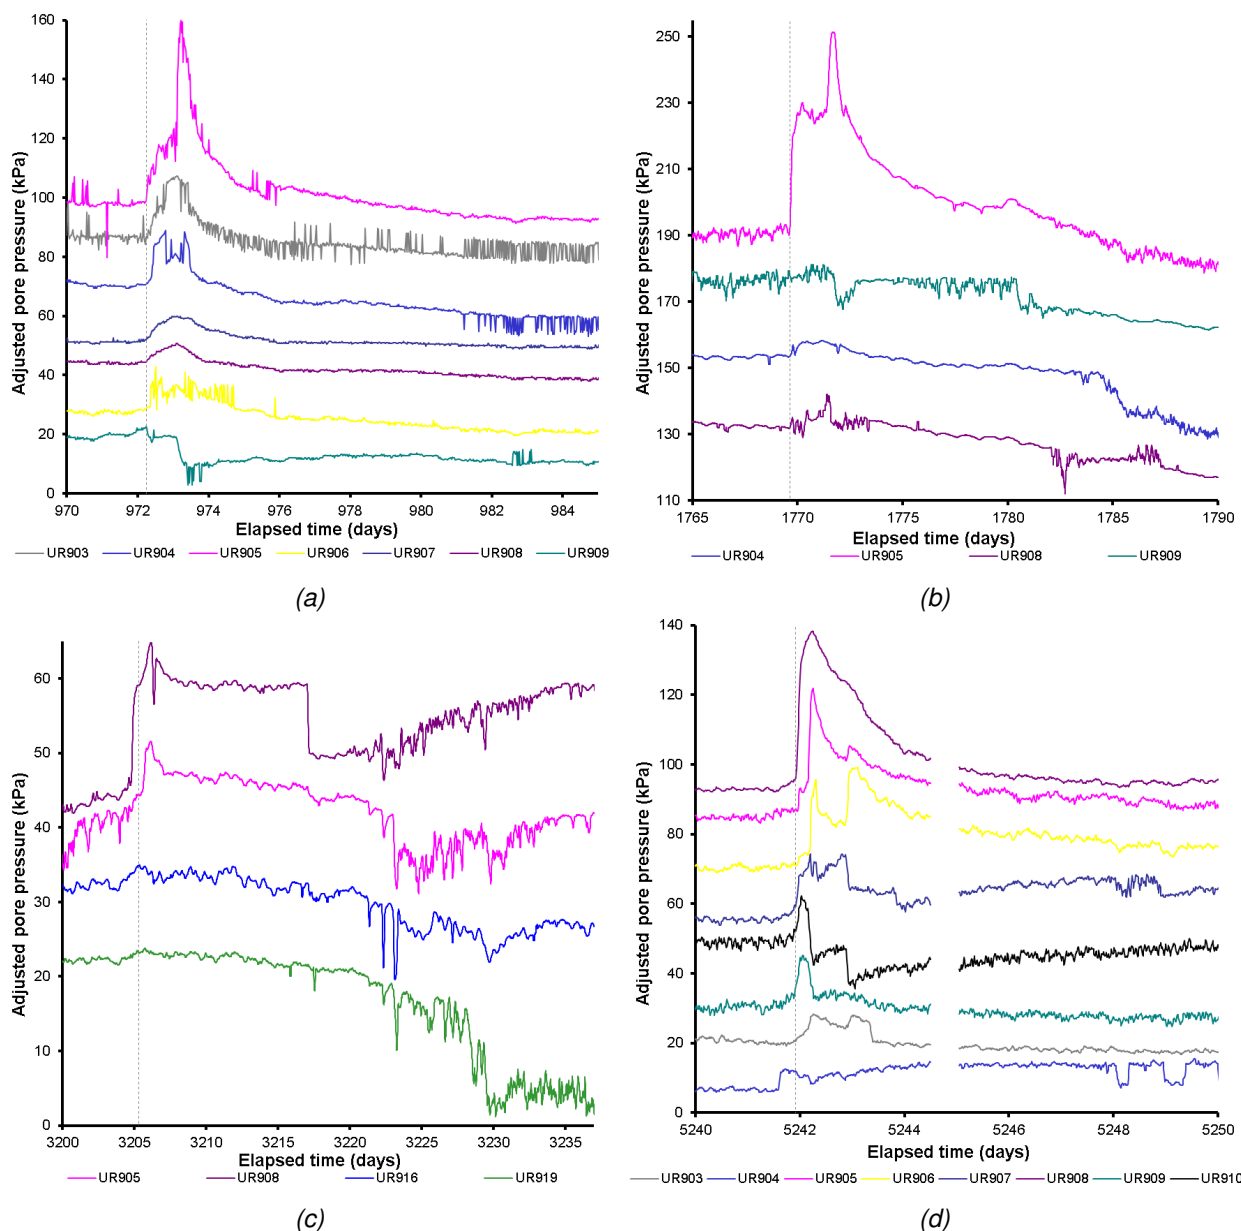 Adjusted pore pressure (kPa)
160
140
120
100
80
60
40
20
0
970 972 974 976 978 980 982 984
Elapsed time (days)
UR903 UR904 UR905 UR906 UR907 UR908 UR909
(a)
Adjusted pore pressure (kPa)
250
230
210
190
170
150
130
110
1765 1770 1775 1780 1785 1790
Elapsed time (days)
UR904 UR905 UR908 UR909
(b)
Adjusted pore pressure (kPa)
60
50
40
30
20
10
0
3200 3205 3210 3215 3220 3225 3230 3235
Elapsed time (days)
UR905 UR908 UR916 UR919
(c)
Adjusted pore pressure (kPa)
140
120
100
80
60
40
20
0
5240 5242 5244 5246 5248 5250
Elapsed time (days)
UR903 UR904 UR905 UR906 UR907 UR908 UR909 UR910
(d)